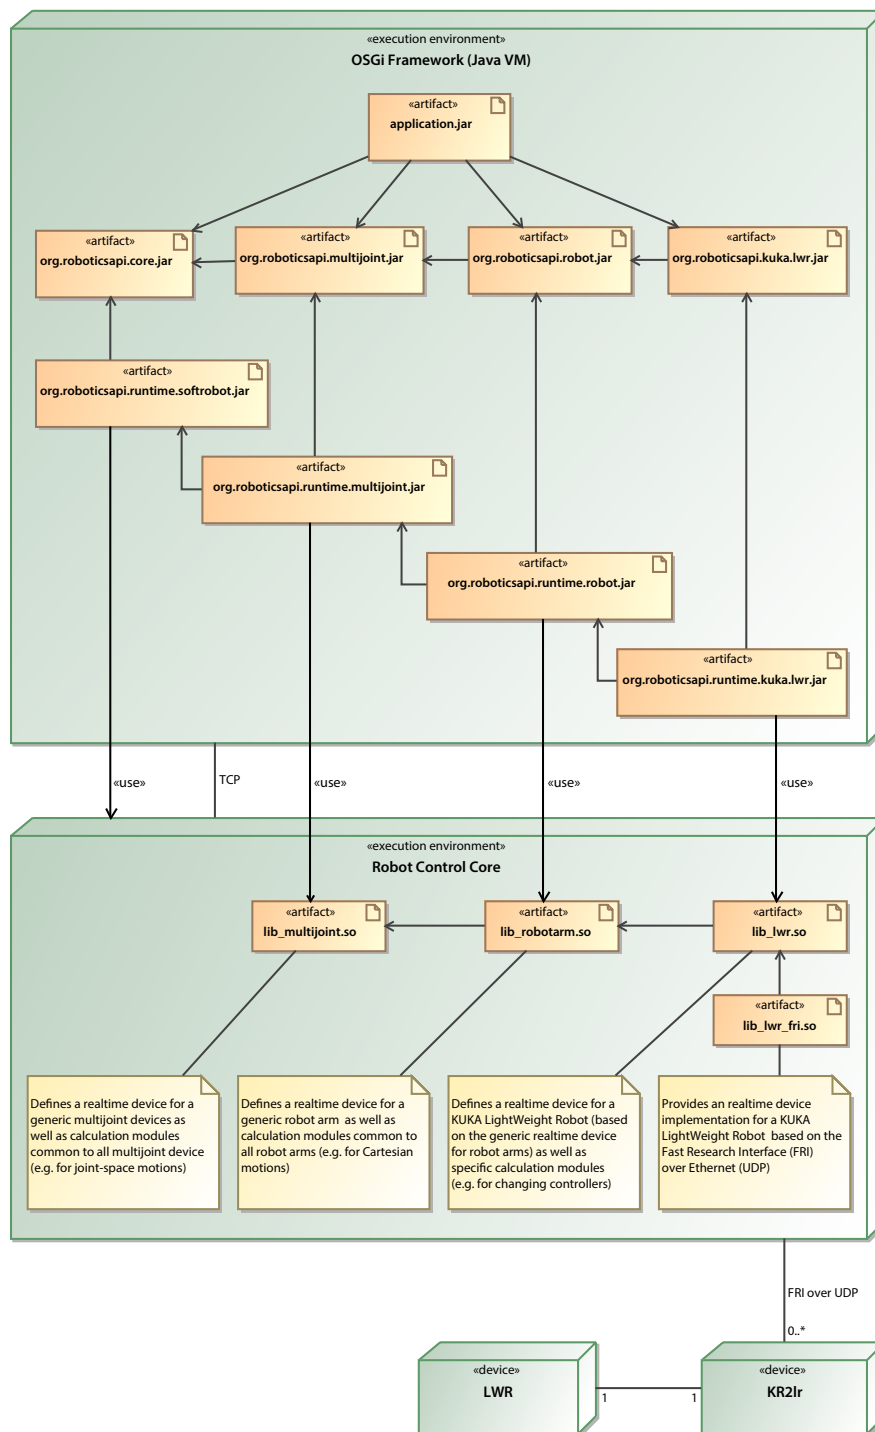 «execution environment»
OSGi Framework (Java VM)
«artifact»
application.jar
«artifact»
org.roboticsapi.core.jar
«artifact»
org.roboticsapi.multijoint.jar
«artifact»
org.roboticsapi.robot.jar
«artifact»
org.roboticsapi.kuka.lwr.jar
«artifact»
org.roboticsapi.runtime.softrobot.jar
«artifact»
org.roboticsapi.runtime.multijoint.jar
«artifact»
org.roboticsapi.runtime.robot.jar
«artifact»
org.roboticsapi.runtime.kuka.lwr.jar
«use»
TCP
«use»
«use»
«use»
«execution environment»
Robot Control Core
«artifact»
lib_multijoint.so
«artifact»
lib_robotarm.so
«artifact»
lib_lwr.so
«artifact»
lib_lwr_fri.so
Defines a realtime device for a
generic multijoint devices as
well as calculation modules
common to all multijoint device
(e.g. for joint-space motions)
Defines a realtime device for a
generic robot arm as well as
calculation modules common to
all robot arms (e.g. for Cartesian
motions)
Defines a realtime device for a
KUKA LightWeight Robot (based
on the generic realtime device
for robot arms) as well as
specific calculation modules
(e.g. for changing controllers)
Provides an realtime device
implementation for a KUKA
LightWeight Robot based on the
Fast Research Interface (FRI)
over Ethernet (UDP)
FRI over UDP
0..*
«device»
LWR
1
1
«device»
KR2lr